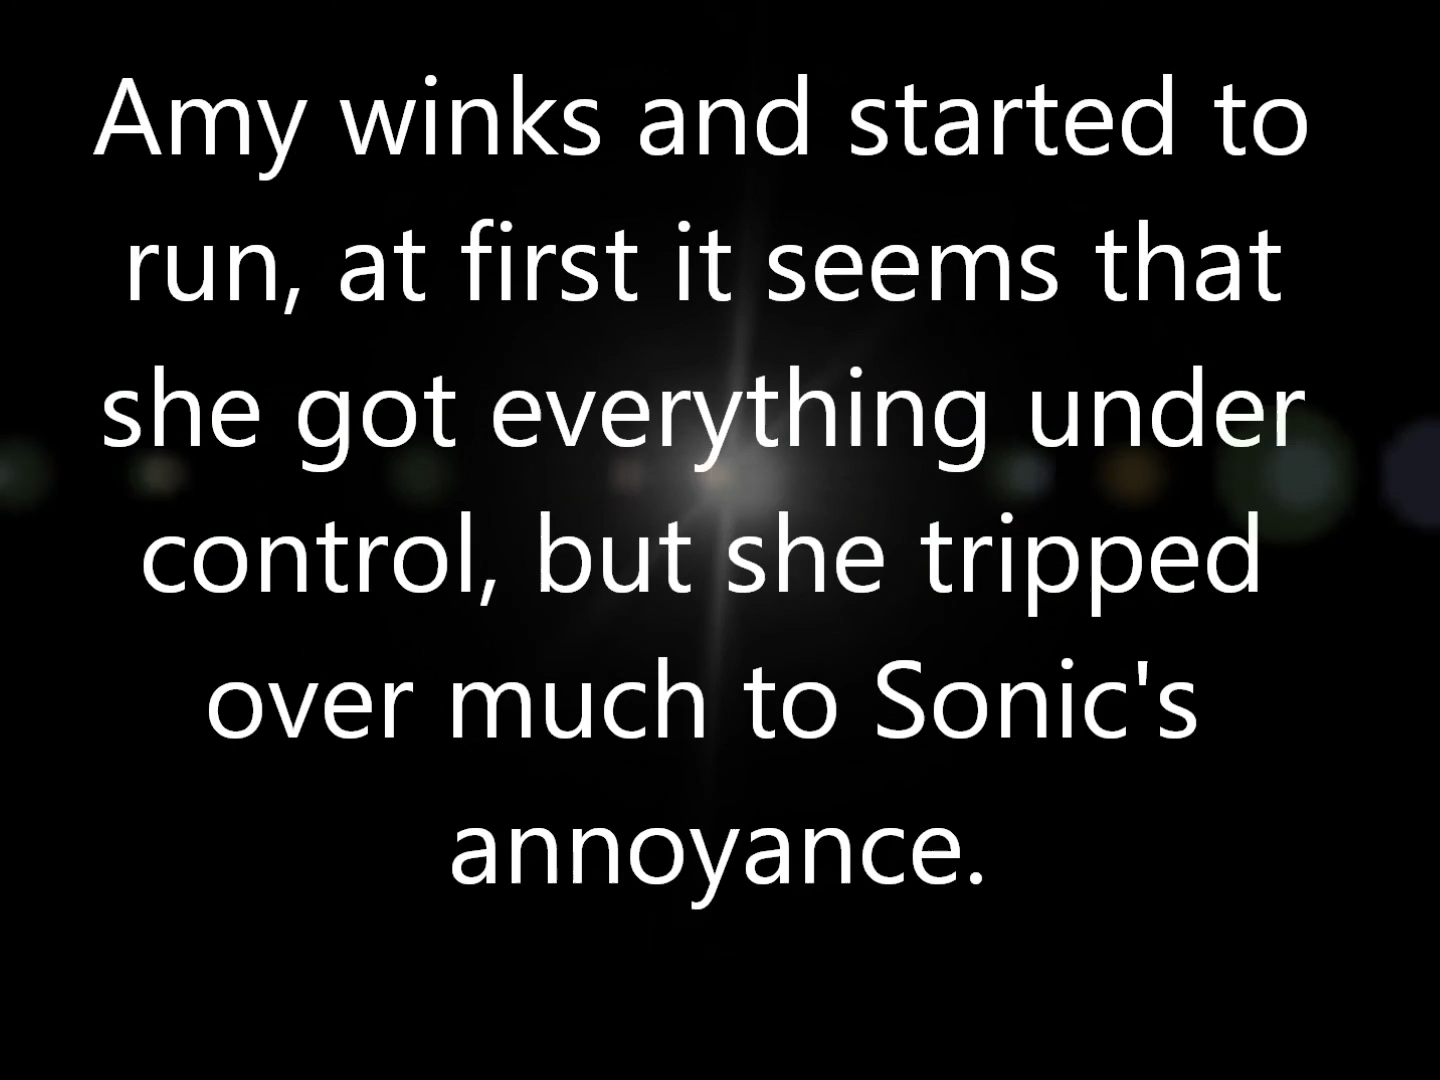 Amy winks and started to
run, at first it seems that
she got everything under
control, but she tripped
over much to Sonic's
annoyance.